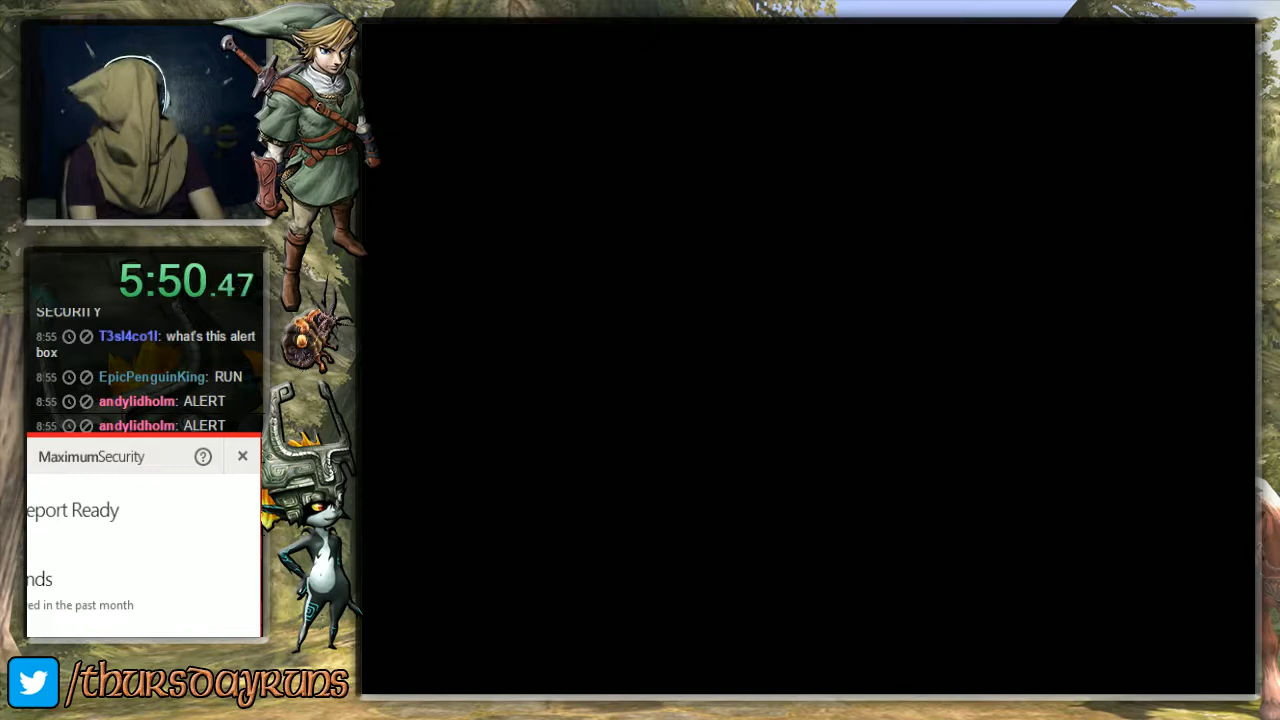 5:50.47
SECURITY
8:55 T3sl4co1l: what's this alert
box
8:55 EpicPenguinKing: RUN
8:55 andylidholm: ALERT
8:55 andylidholm: ALERT
MaximumSecurity ? ×
eport Ready
nds
ed in the past month
/thursdayruns